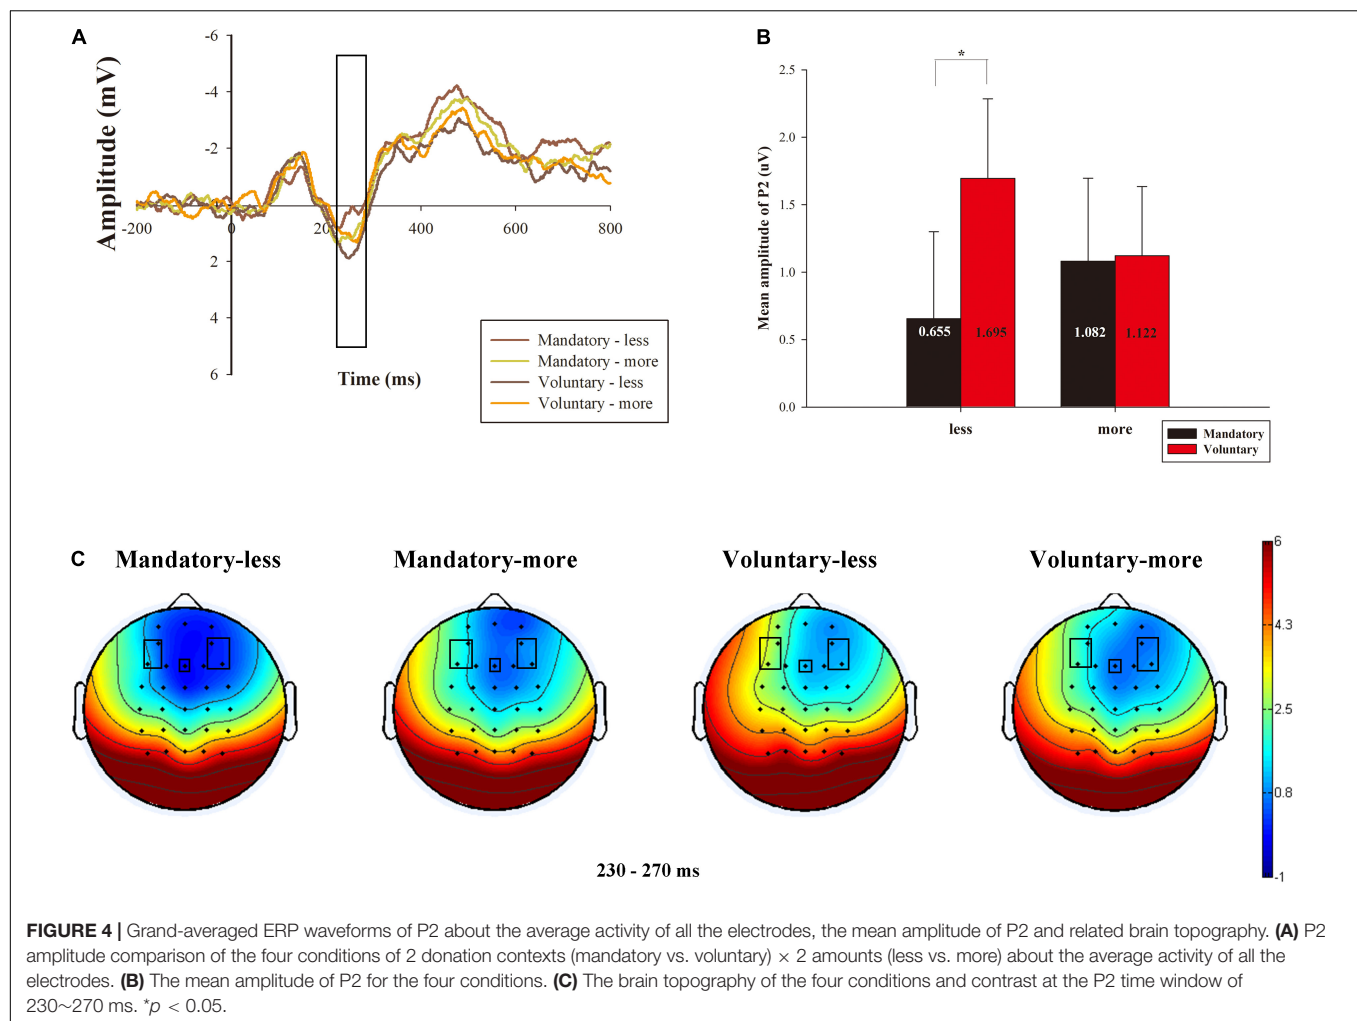 A
-6
-4
-2
2
4
6
-200
0
200
400
600
800
Amplitude (mV)
Time (ms)
Mandatory - less
Mandatory - more
Voluntary - less
Voluntary - more
B
*
2.5
2.0
1.5
1.0
0.5
0.0
Mean amplitude of P2 (uV)
0.655
1.695
1.082
1.122
less
more
Mandatory
Voluntary
C
Mandatory-less
Mandatory-more
Voluntary-less
Voluntary-more
6
4.3
2.5
0.8
-1
230 - 270 ms
FIGURE 4 | Grand-averaged ERP waveforms of P2 about the average activity of all the electrodes, the mean amplitude of P2 and related brain topography. (A) P2
amplitude comparison of the four conditions of 2 donation contexts (mandatory vs. voluntary) × 2 amounts (less vs. more) about the average activity of all the
electrodes. (B) The mean amplitude of P2 for the four conditions. (C) The brain topography of the four conditions and contrast at the P2 time window of
230~270 ms. *p < 0.05.